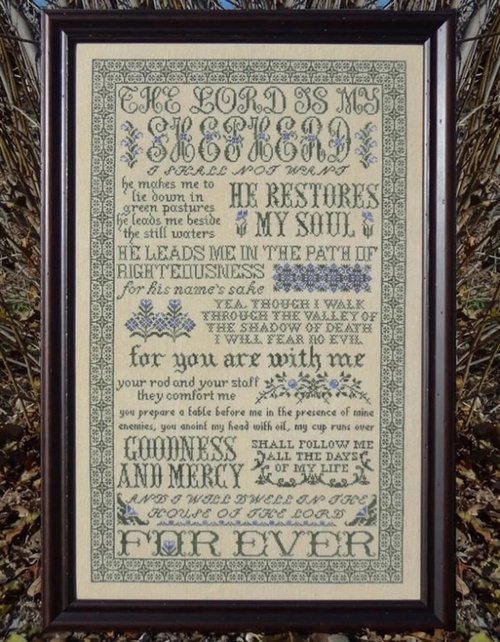 THE LORD IS MY
SHEPHERD
I SHALL NOT WANT
he makes me to
lie down in
green pastures
he leads me beside
the still waters
HE RESTORES
MY SOUL
HE LEADS ME IN THE PATH OF
RIGHTEOUSNESS
for his name's sake
YEA, THOUGH I WALK
THROUGH THE VALLEY OF
THE SHADOW OF DEATH
I WILL FEAR NO EVIL
for you are with me
your rod and your staff
they comfort me
you prepare a table before me in the presence of mine
enemies, you anoint my head with oil, my cup runs over
GOODNESS
AND MERCY
SHALL FOLLOW ME
ALL THE DAYS
OF MY LIFE
AND I WILL DWELL IN THE
HOUSE OF THE LORD
FOR EVER